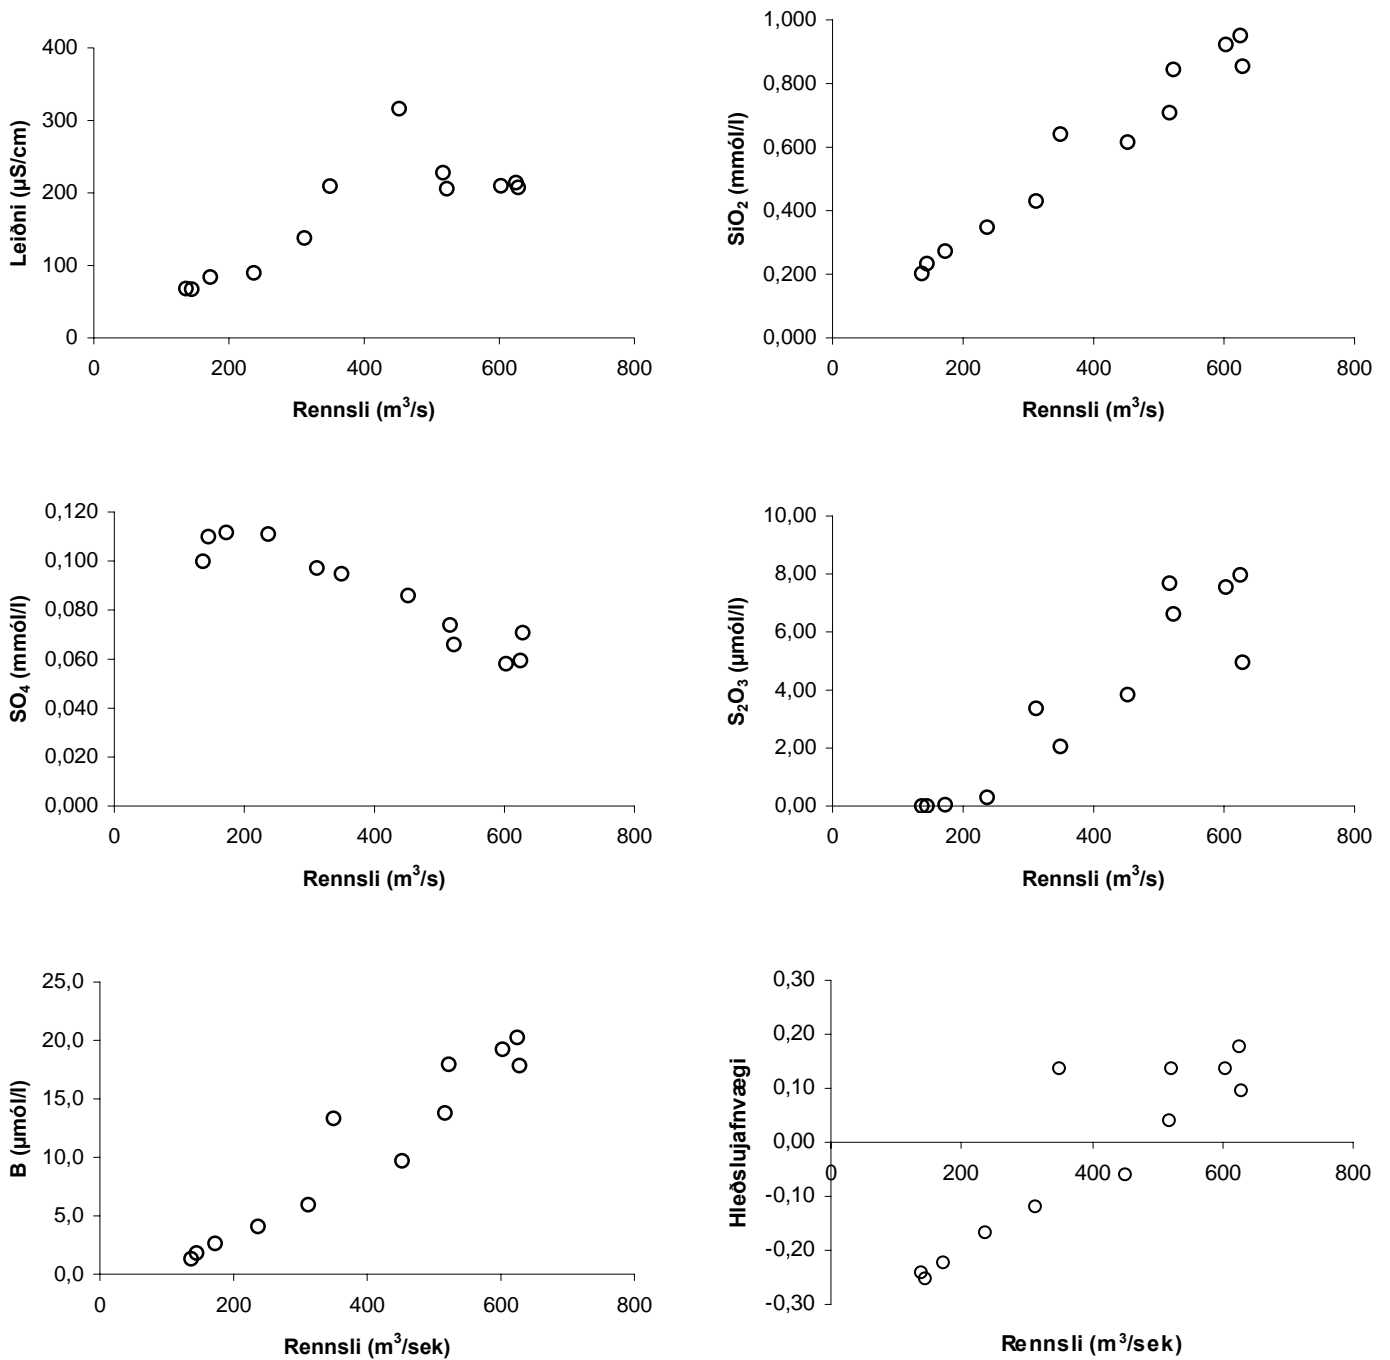 400
300
200
100
0
0 200 400 600 800
Leiðni (µS/cm)
Rennsli (m³/s)
1,000
0,800
0,600
0,400
0,200
0,000
0 200 400 600 800
SiO₂ (mmól/l)
Rennsli (m³/s)
0,120
0,100
0,080
0,060
0,040
0,020
0,000
0 200 400 600 800
SO₄ (mmól/l)
Rennsli (m³/s)
10,00
8,00
6,00
4,00
2,00
0,00
0 200 400 600 800
S₂O₃ (µmól/l)
Rennsli (m³/s)
25,0
20,0
15,0
10,0
5,0
0,0
0 200 400 600 800
B (µmól/l)
Rennsli (m³/sek)
0,30
0,20
0,10
0,00
-0,10
-0,20
-0,30
0 200 400 600 800
Hleðslujafnvægi
Rennsli (m³/sek)